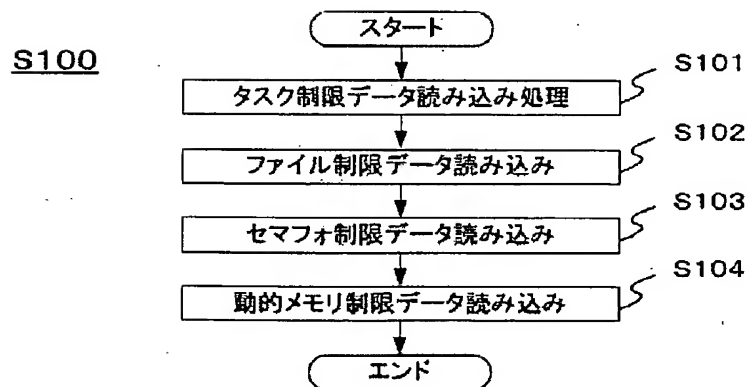 スタート
S100
S101
タスク制限データ読み込み処理
S102
ファイル制限データ読み込み
S103
セマフォ制限データ読み込み
S104
動的メモリ制限データ読み込み
エンド